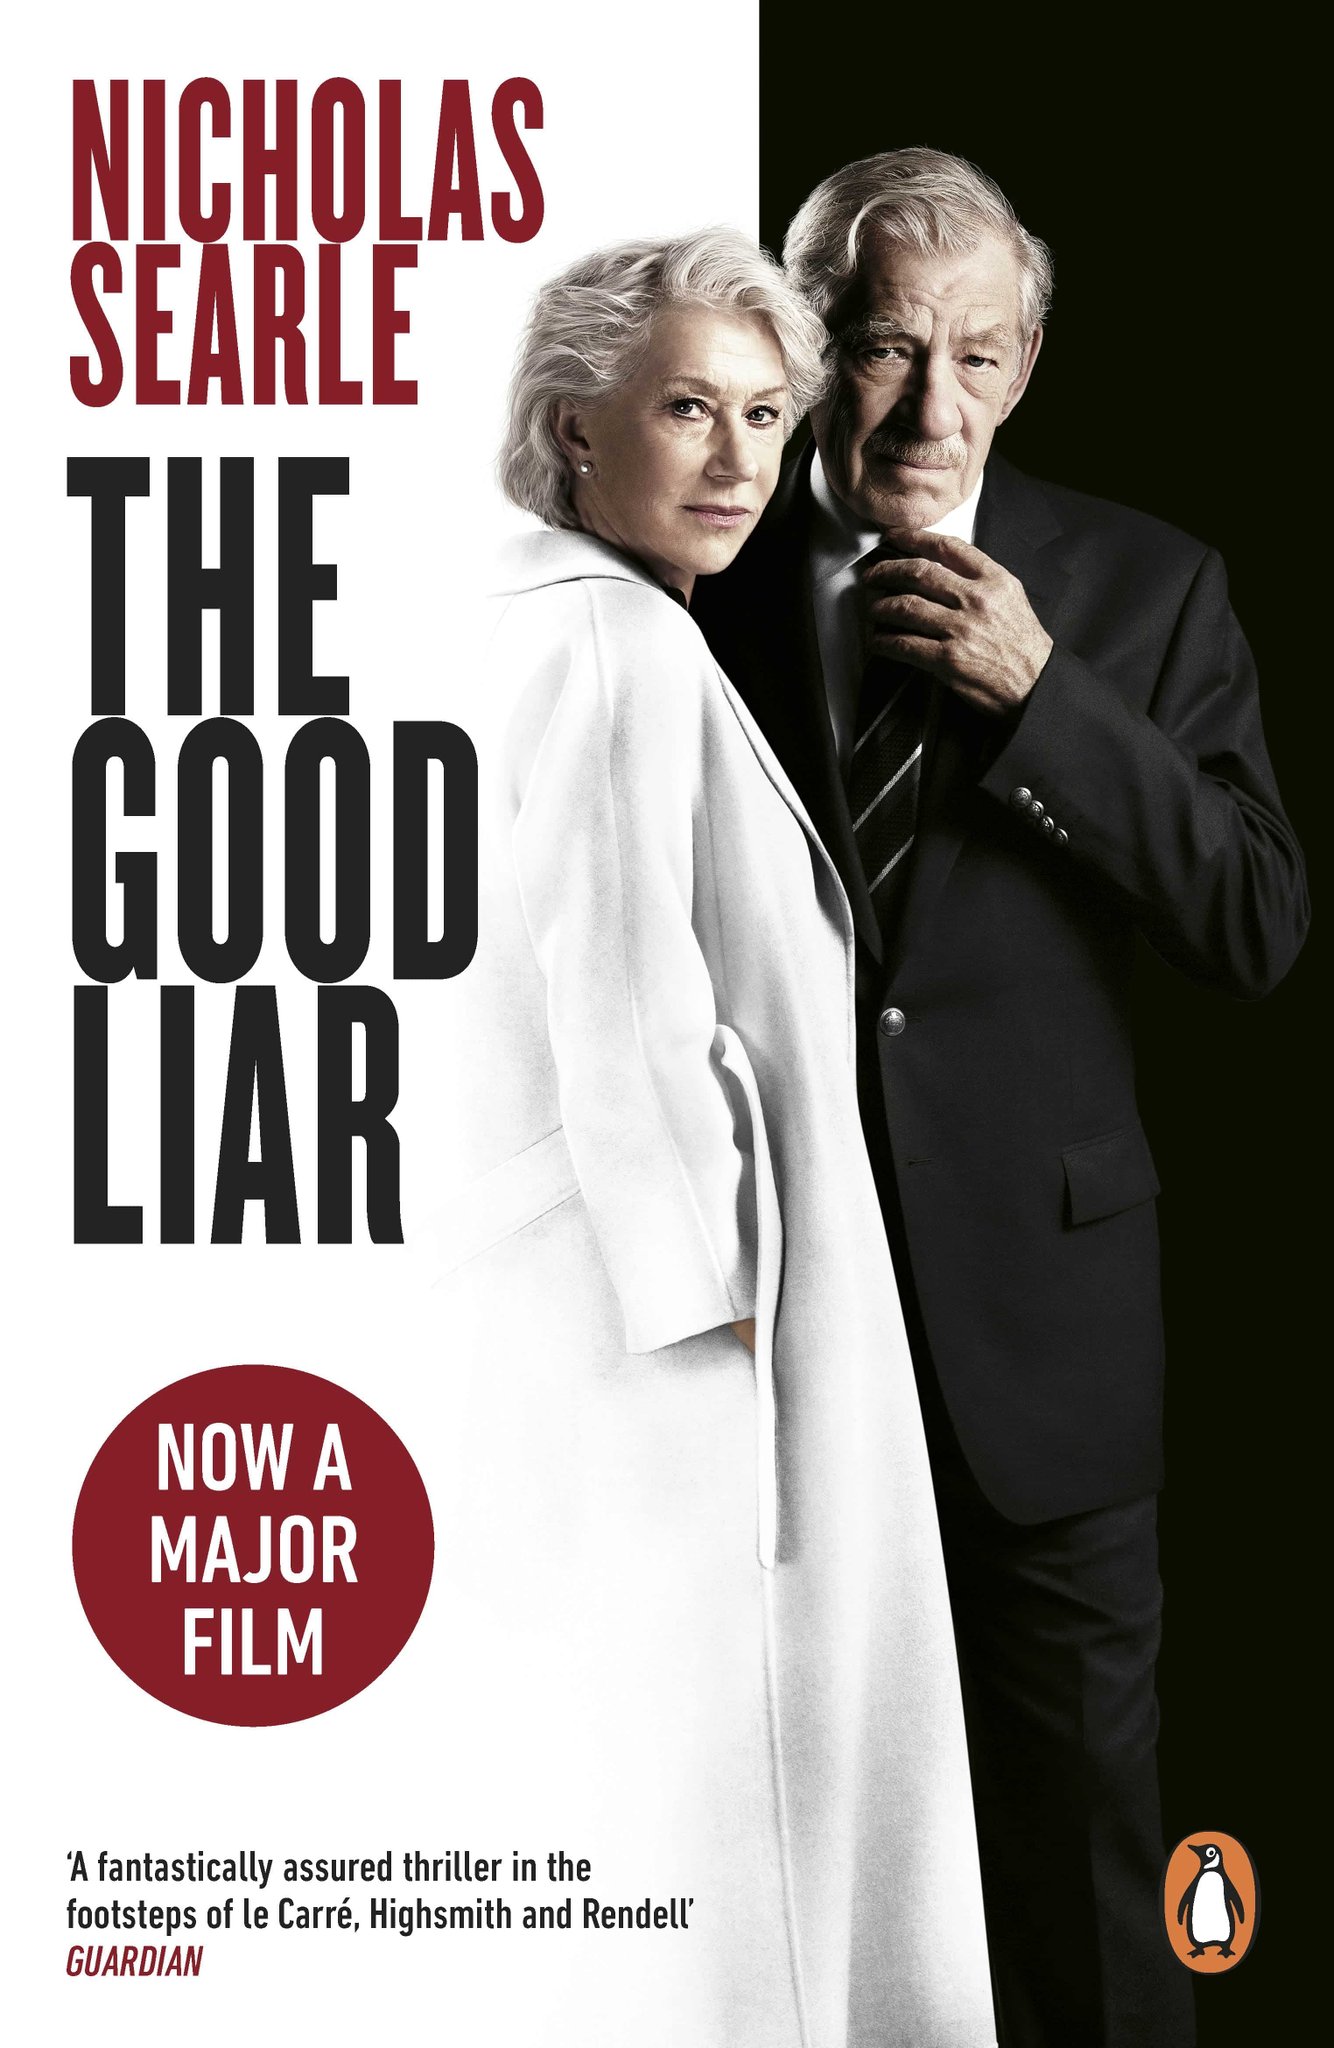 NICHOLAS
SEARLE
THE
GOOD
LIAR
NOW A
MAJOR
FILM
‘A fantastically assured thriller in the
footsteps of le Carré, Highsmith and Rendell’
GUARDIAN